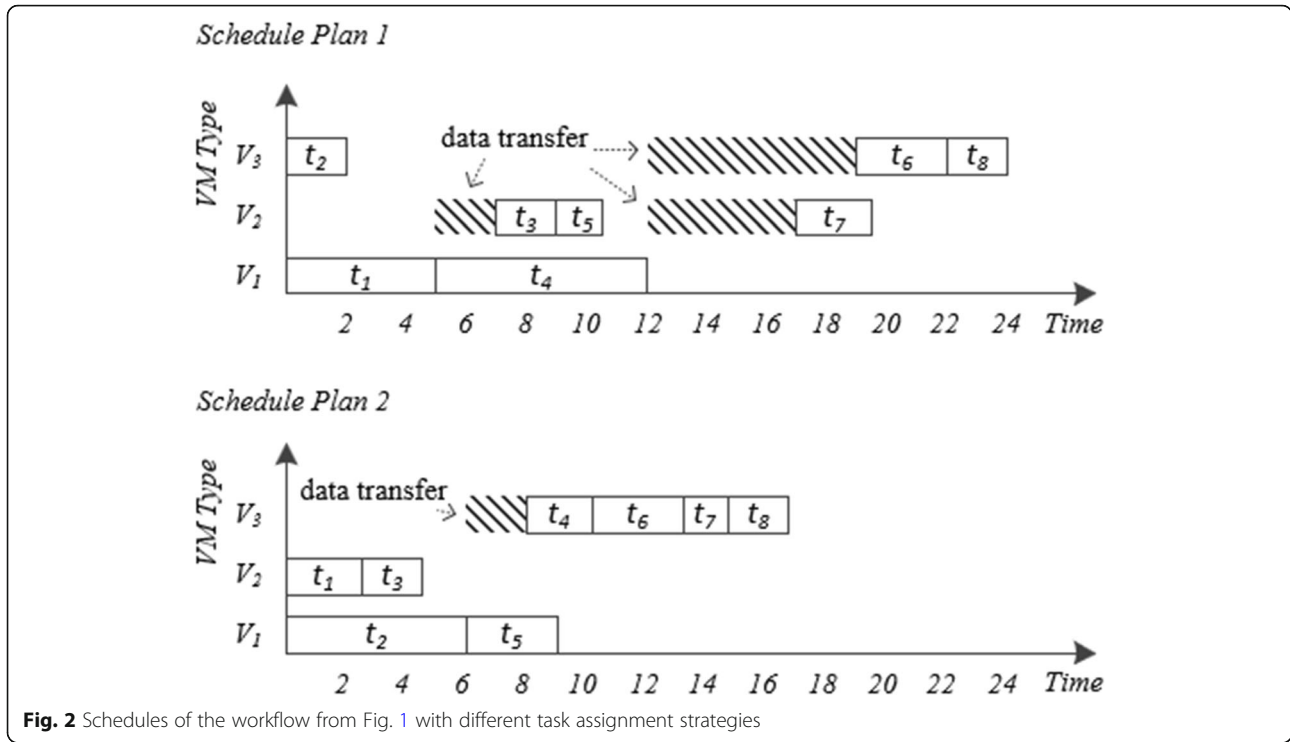 Schedule Plan 1
VM Type
data transfer
V3 t2 t6 t8
V2 t3 t5 t7
V1 t1 t4
2 4 6 8 10 12 14 16 18 20 22 24 Time
Schedule Plan 2
VM Type
data transfer
V3 t4 t6 t7 t8
V2 t1 t3
V1 t2 t5
2 4 6 8 10 12 14 16 18 20 22 24 Time
Fig. 2 Schedules of the workflow from Fig. 1 with different task assignment strategies